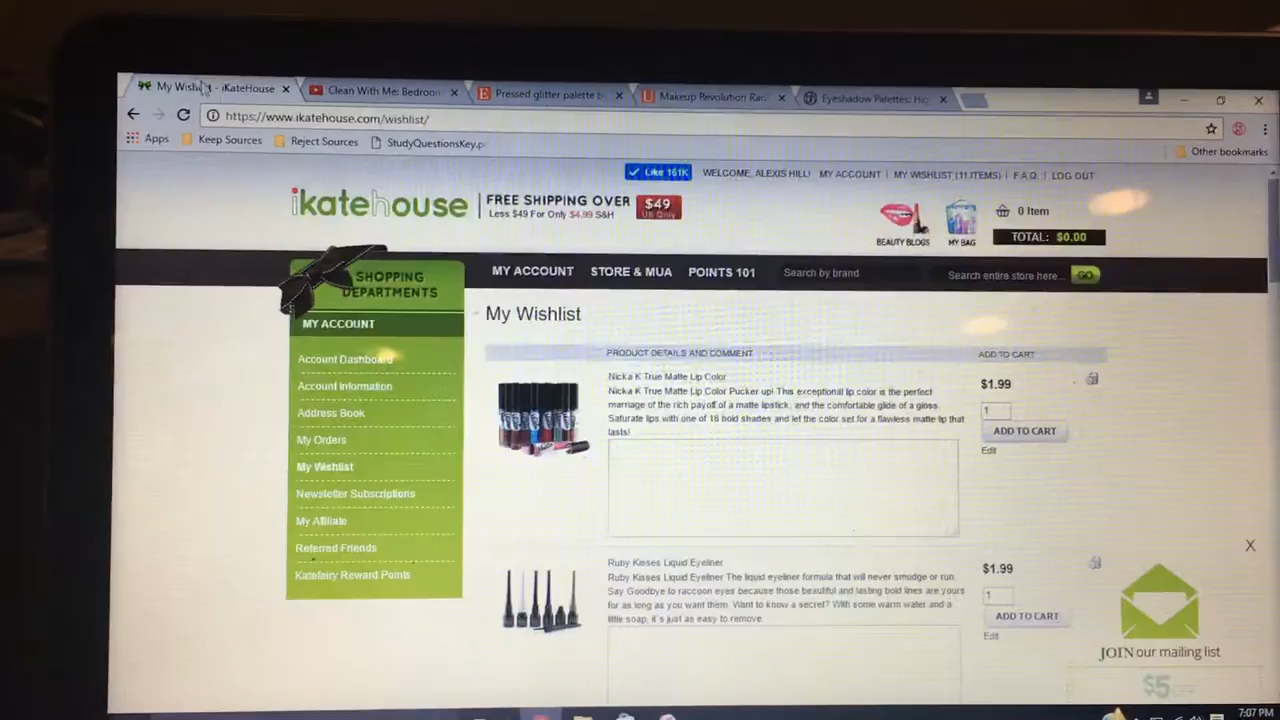 My Wishlist - iKateHouse
Clean With Me: Bedroom
Pressed glitter palette b
Makeup Revolution Rac
Eyeshadow Palettes: Hig
https://www.ikatehouse.com/wishlist/
Apps
Keep Sources
Reject Sources
StudyQuestionsKey.p
Other bookmarks
Like 161K
WELCOME, ALEXIS HILL!
MY ACCOUNT | MY WISHLIST (11 ITEMS) | F.A.Q. | LOG OUT
ikatehouse
FREE SHIPPING OVER $49
Less $49 For Only $4.99 S&H
US Only
BEAUTY BLOGS
MY BAG
0 Item
TOTAL: $0.00
SHOPPING
DEPARTMENTS
MY ACCOUNT
STORE & MUA
POINTS 101
Search by brand
Search entire store here...
GO
MY ACCOUNT
Account Dashboard
Account Information
Address Book
My Orders
My Wishlist
Newsletter Subscriptions
My Affiliate
Referred Friends
Katefairy Reward Points
My Wishlist
PRODUCT DETAILS AND COMMENT
ADD TO CART
Nicka K True Matte Lip Color
Nicka K True Matte Lip Color Pucker up! This exceptional lip color is the perfect
marriage of the rich payoff of a matte lipstick, and the comfortable glide of a gloss.
Saturate lips with one of 18 bold shades and let the color set for a flawless matte lip that
lasts!
$1.99
1
ADD TO CART
Edit
Ruby Kisses Liquid Eyeliner
Ruby Kisses Liquid Eyeliner The liquid eyeliner formula that will never smudge or run.
Say Goodbye to raccoon eyes because those beautiful and lasting bold lines are yours
for as long as you want them. Want to know a secret? With some warm water and a
little soap, it's just as easy to remove.
$1.99
1
ADD TO CART
Edit
X
JOIN our mailing list
$5
7:07 PM